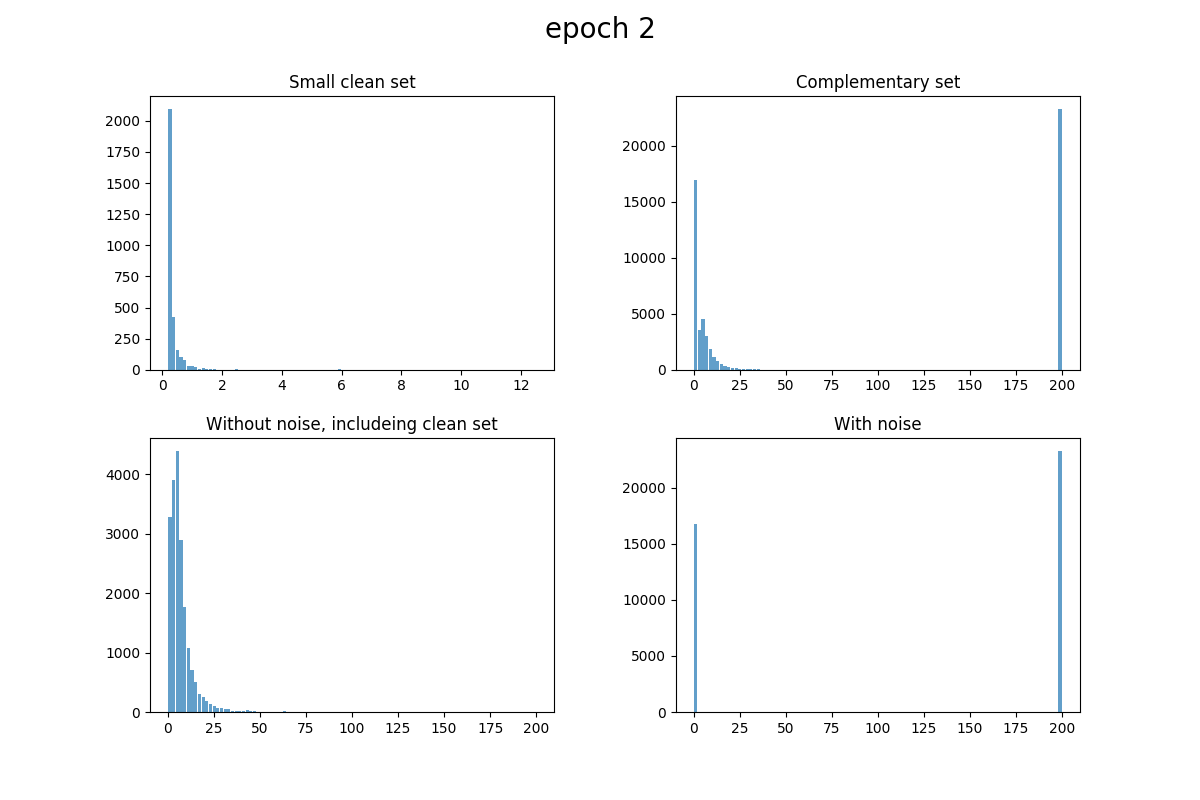 epoch 2
Small clean set
2000
1750
1500
1250
1000
750
500
250
0
0 2 4 6 8 10 12
Complementary set
20000
15000
10000
5000
0
0 25 50 75 100 125 150 175 200
Without noise, includeing clean set
4000
3000
2000
1000
0
0 25 50 75 100 125 150 175 200
With noise
20000
15000
10000
5000
0
0 25 50 75 100 125 150 175 200